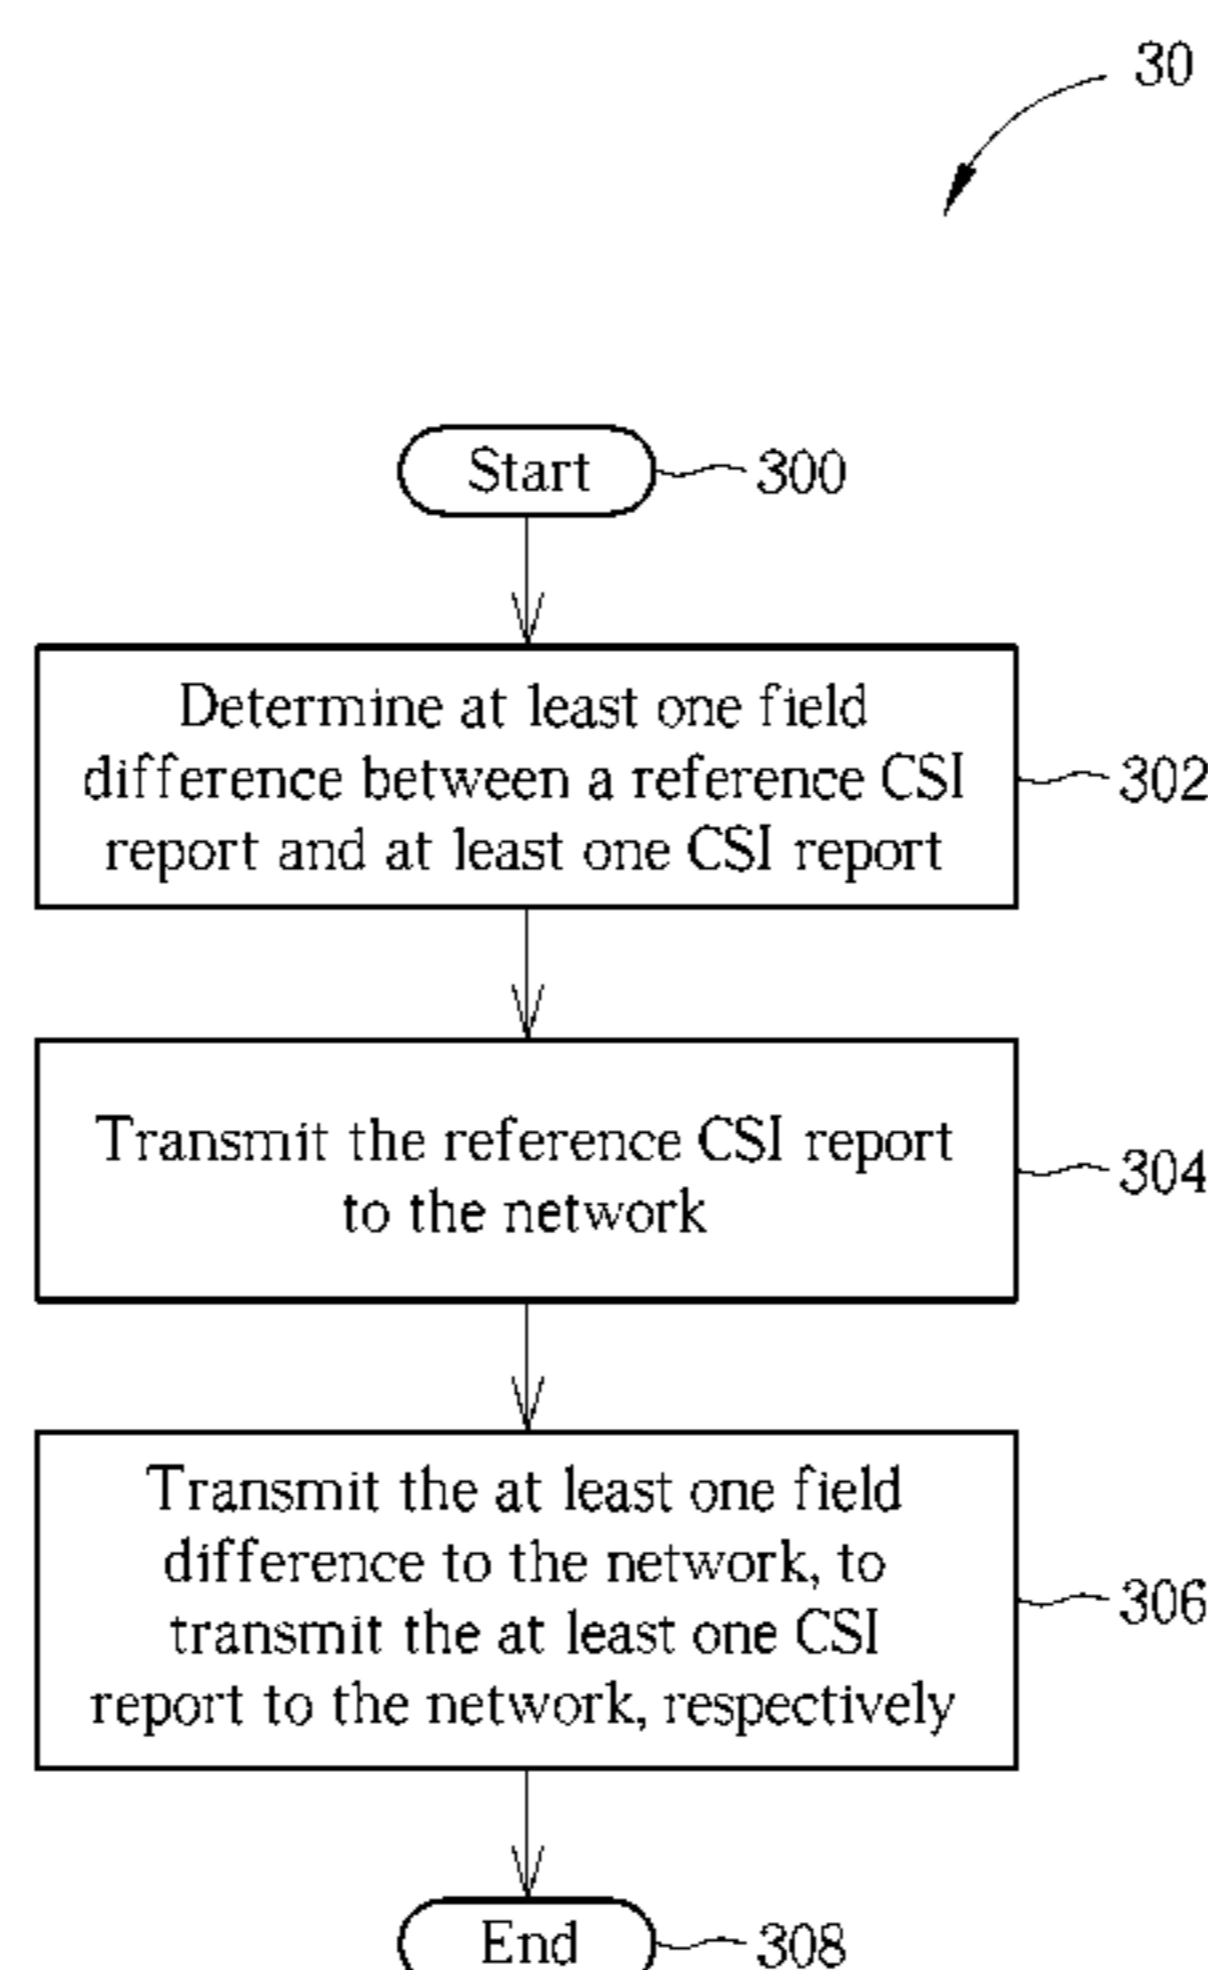 30
Start
300
Determine at least one field
difference between a reference CSI
report and at least one CSI report
302
Transmit the reference CSI report
to the network
304
Transmit the at least one field
difference to the network, to
transmit the at least one CSI
report to the network, respectively
306
End
308